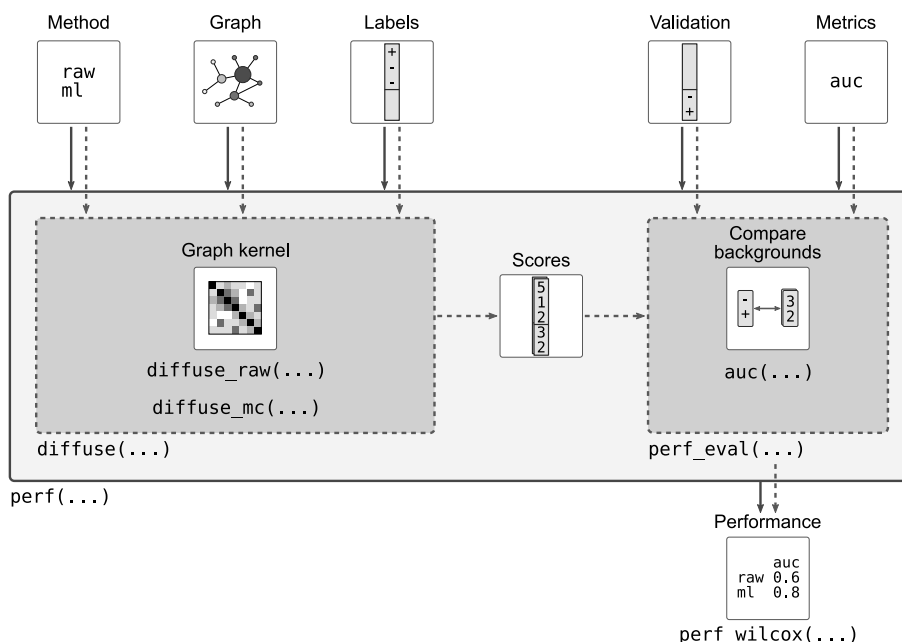 Method
Graph
Labels
Validation
Metrics
raw
ml
+
-
-
-
+
auc
Graph kernel
Scores
Compare
backgrounds
5
1
2
3
2
-
+
3
2
diffuse_raw(...)
diffuse_mc(...)
auc(...)
diffuse(...)
perf_eval(...)
perf(...)
Performance
auc
raw 0.6
ml 0.8
perf_wilcox(...)